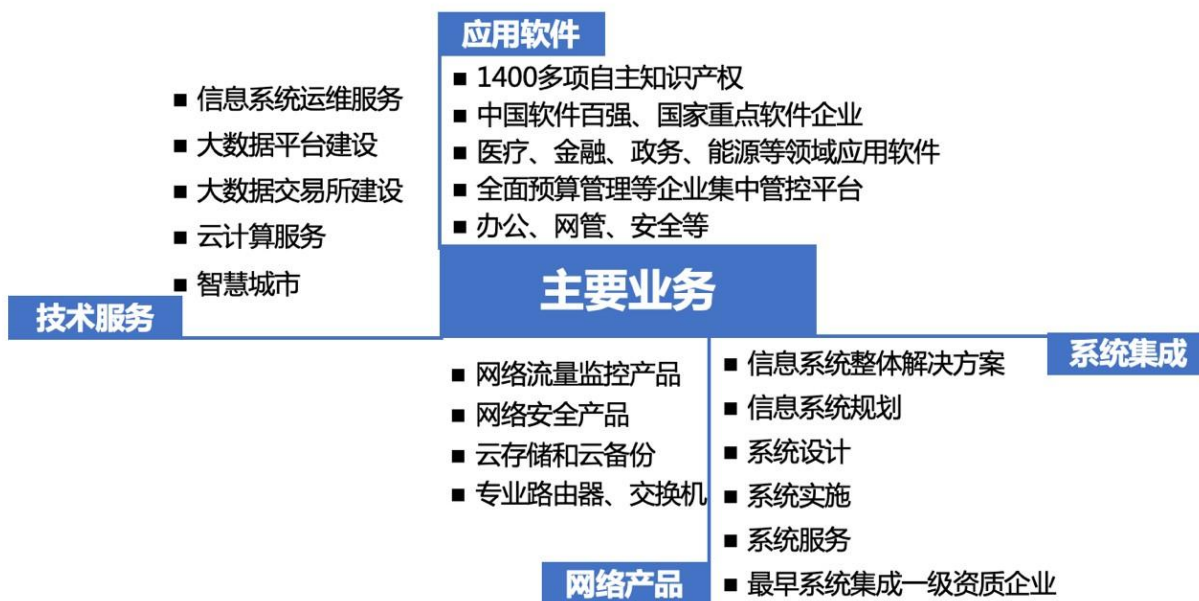 应用软件
■ 1400多项自主知识产权
■ 中国软件百强、国家重点软件企业
■ 医疗、金融、政务、能源等领域应用软件
■ 全面预算管理等企业集中管控平台
■ 办公、网管、安全等
■ 信息系统运维服务
■ 大数据平台建设
■ 大数据交易所建设
■ 云计算服务
■ 智慧城市
技术服务
主要业务
■ 网络流量监控产品
■ 网络安全产品
■ 云存储和云备份
■ 专业路由器、交换机
网络产品
系统集成
■ 信息系统整体解决方案
■ 信息系统规划
■ 系统设计
■ 系统实施
■ 系统服务
■ 最早系统集成一级资质企业